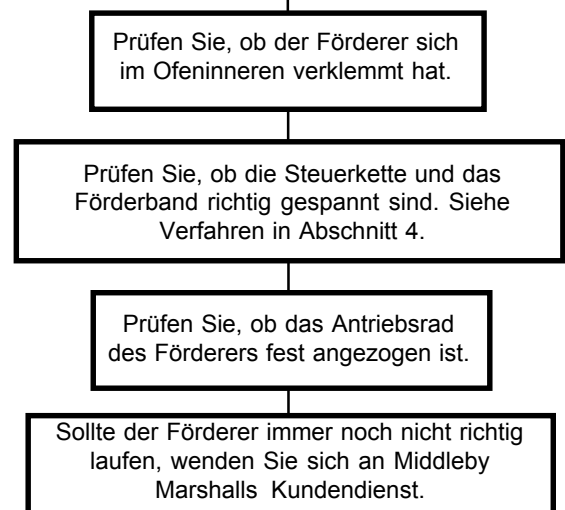 Prüfen Sie, ob der Förderer sich
im Ofeninneren verklemmt hat.
Prüfen Sie, ob die Steuerkette und das
Förderband richtig gespannt sind. Siehe
Verfahren in Abschnitt 4.
Prüfen Sie, ob das Antriebsrad
des Förderers fest angezogen ist.
Sollte der Förderer immer noch nicht richtig
laufen, wenden Sie sich an Middleby
Marshalls Kundendienst.